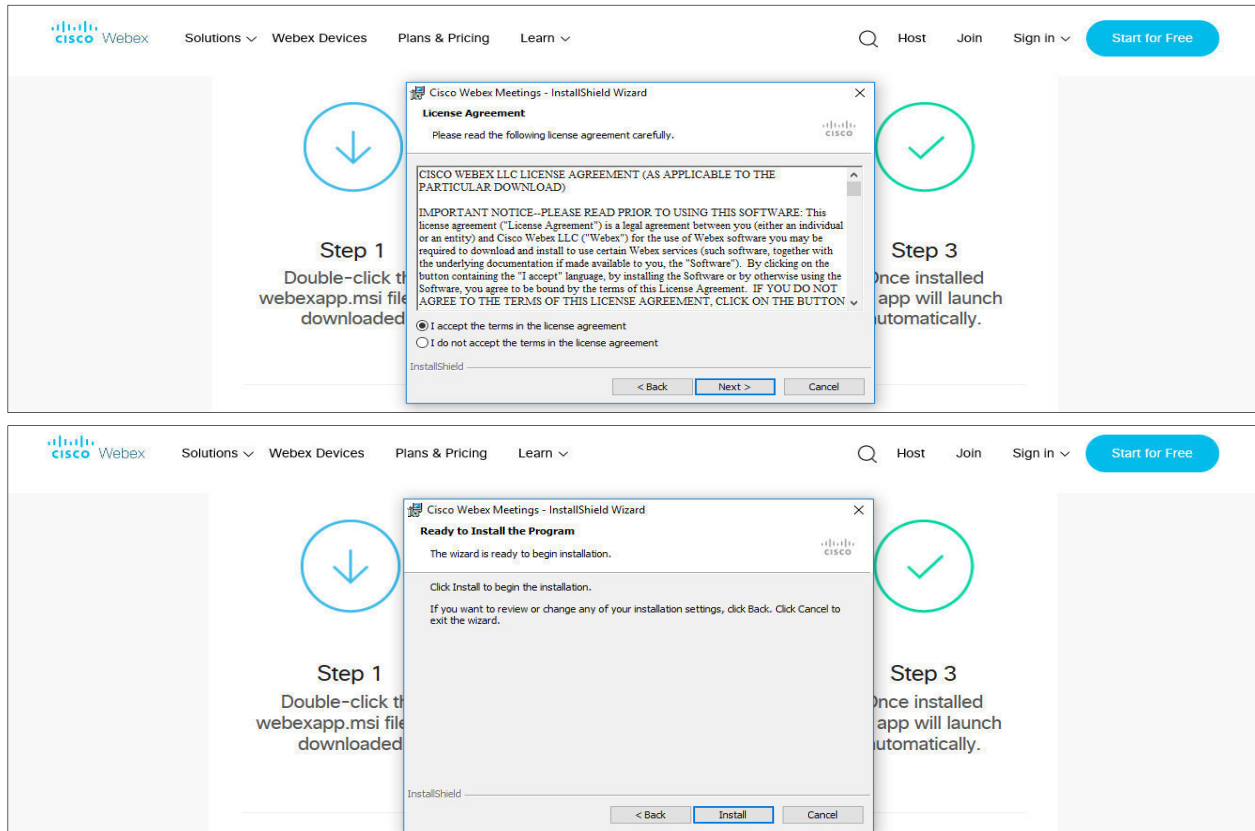 CISCO Webex Solutions Webex Devices Plans & Pricing Learn Host Join Sign in Start for Free
Cisco Webex Meetings - InstallShield Wizard
License Agreement
Please read the following license agreement carefully.
CISCO
CISCO WEBEX LLC LICENSE AGREEMENT (AS APPLICABLE TO THE
PARTICULAR DOWNLOAD)
IMPORTANT NOTICE--PLEASE READ PRIOR TO USING THIS SOFTWARE: This
license agreement ("License Agreement") is a legal agreement between you (either an individual
or an entity) and Cisco Webex LLC ("Webex") for the use of Webex software you may be
required to download and install to use certain Webex services (such software, together with
the underlying documentation if made available to you, the "Software"). By clicking on the
button containing the "I accept" language, by installing the Software or by otherwise using the
Software, you agree to be bound by the terms of this License Agreement. IF YOU DO NOT
AGREE TO THE TERMS OF THIS LICENSE AGREEMENT, CLICK ON THE BUTTON
I accept the terms in the license agreement
I do not accept the terms in the license agreement
InstallShield
< Back Next > Cancel
Step 1
Double-click
webexapp.msi file
downloaded
Step 3
Once installed
app will launch
automatically.
CISCO Webex Solutions Webex Devices Plans & Pricing Learn Host Join Sign in Start for Free
Cisco Webex Meetings - InstallShield Wizard
Ready to Install the Program
The wizard is ready to begin installation.
CISCO
Click Install to begin the installation.
If you want to review or change any of your installation settings, click Back. Click Cancel to
exit the wizard.
InstallShield
< Back Install Cancel
Step 1
Double-click
webexapp.msi file
downloaded
Step 3
Once installed
app will launch
automatically.